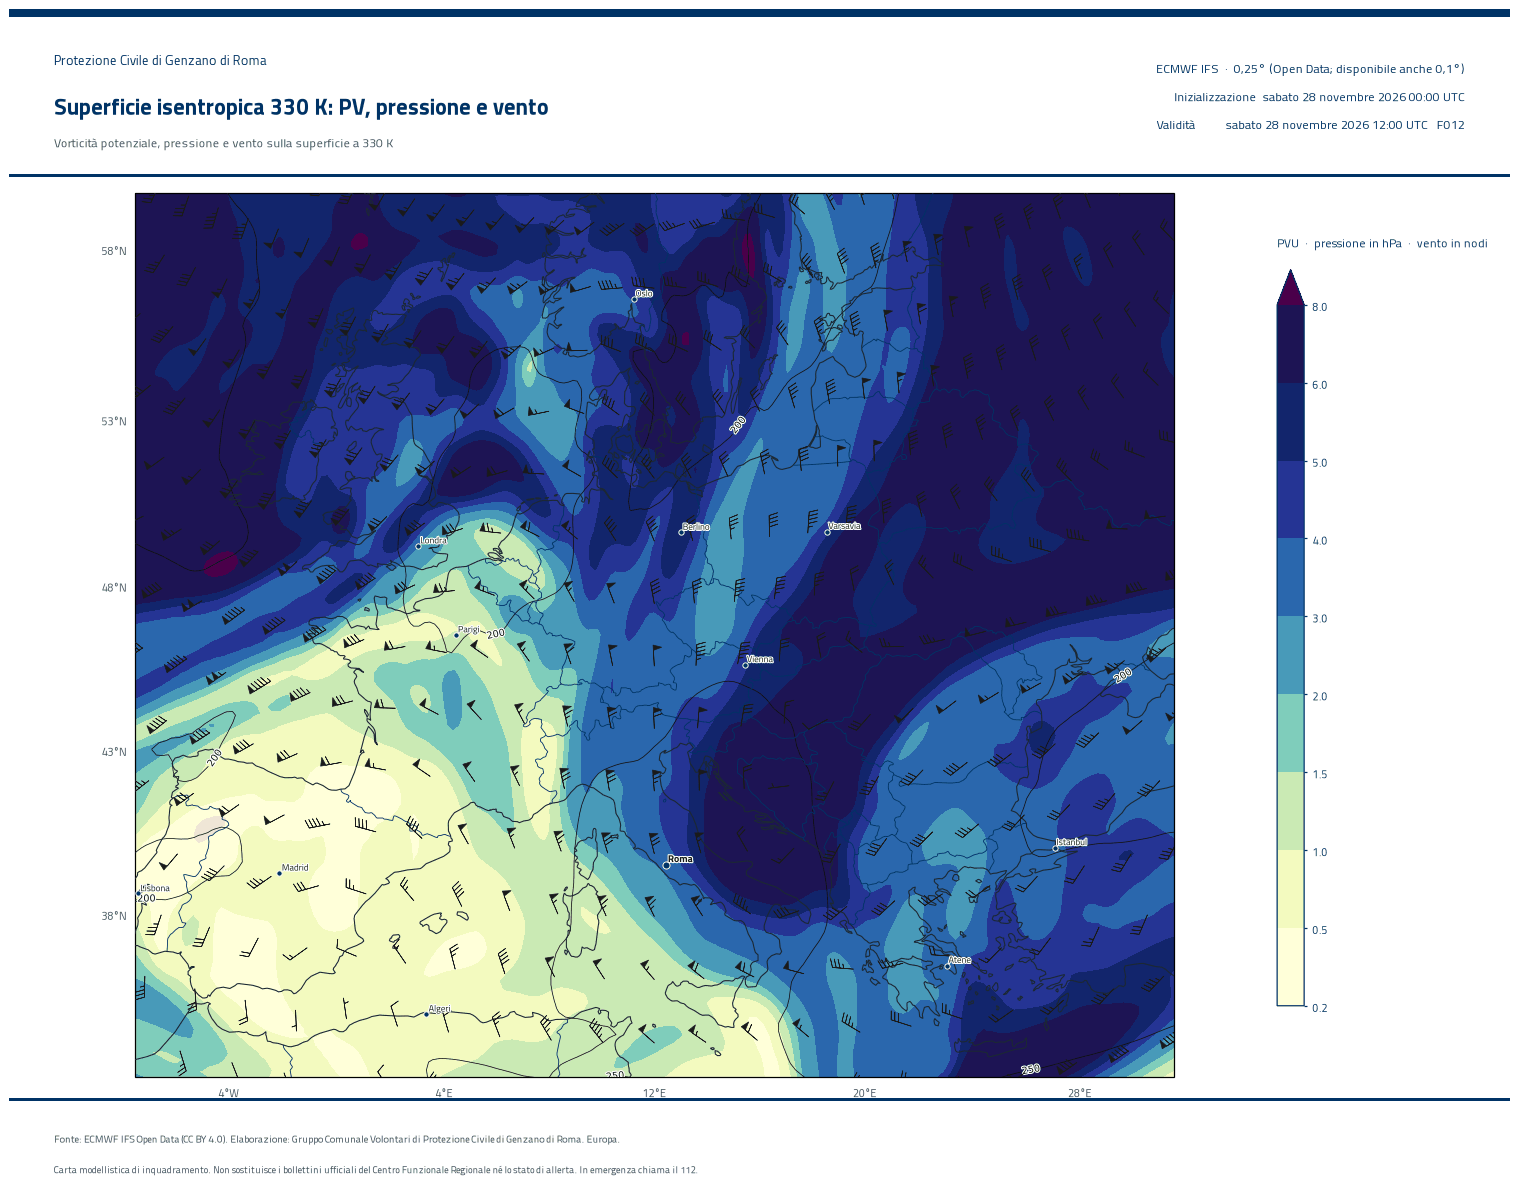 Protezione Civile di Genzano di Roma
Superficie isentropica 330 K: PV, pressione e vento
Vorticità potenziale, pressione e vento sulla superficie a 330 K
ECMWF IFS · 0,25° (Open Data; disponibile anche 0,1°)
Inizializzazione sabato 28 novembre 2026 00:00 UTC
Validità sabato 28 novembre 2026 12:00 UTC F012
PVU · pressione in hPa · vento in nodi
8.0
6.0
5.0
4.0
3.0
2.0
1.5
1.0
0.5
0.2
58°N
53°N
48°N
43°N
38°N
4°W
4°E
12°E
20°E
28°E
Oslo
200
Berlino
Varsavia
Londra
Parigi
200
Vienna
200
200
Roma
Istanbul
Madrid
Lisbona
200
Atene
Algeri
250
250
Fonte: ECMWF IFS Open Data (CC BY 4.0). Elaborazione: Gruppo Comunale Volontari di Protezione Civile di Genzano di Roma. Europa.
Carta modellistica di inquadramento. Non sostituisce i bollettini ufficiali del Centro Funzionale Regionale né lo stato di allerta. In emergenza chiama il 112.